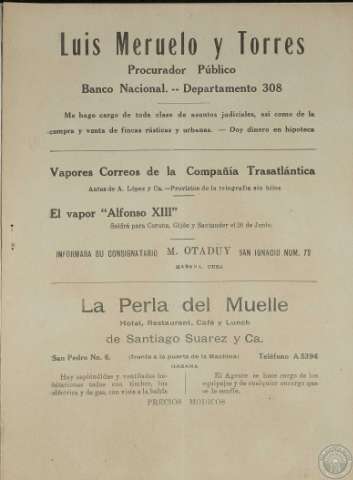 Luis Meruelo y Torres
Procurador Público
Banco Nacional. -- Departamento 308
Me hago cargo de toda clase de asuntos judiciales, así como de la
compra y venta de fincas rústicas y urbanas. — Doy dinero en hipoteca
Vapores Correos de la Compañía Trasatlántica
Antes de A. López y Ca.—Provistos de la telegrafía sin hilos
El vapor "Alfonso XIII"
Saldrá para Coruña, Gijón y Santander el 20 de Junio.
INFORMARA SU CONSIGNATARIO M. OTADUY SAN IGNACIO NUM. 72
HABANA, CUBA
La Perla del Muelle
Hotel, Restaurant, Café y Lunch
de Santiago Suarez y Ca.
San Pedro No. 6. (frente a la puerta de la Machina) Teléfono A 5394
HABANA
Hay espléndidas y ventiladas ha-
bitaciones todas con timbre, luz
eléctrica y de gas, con vista a la bahía
El Agente se hace cargo de los
equipajes y de cualquier encargo que
se le confíe.
PRECIOS MODICOS